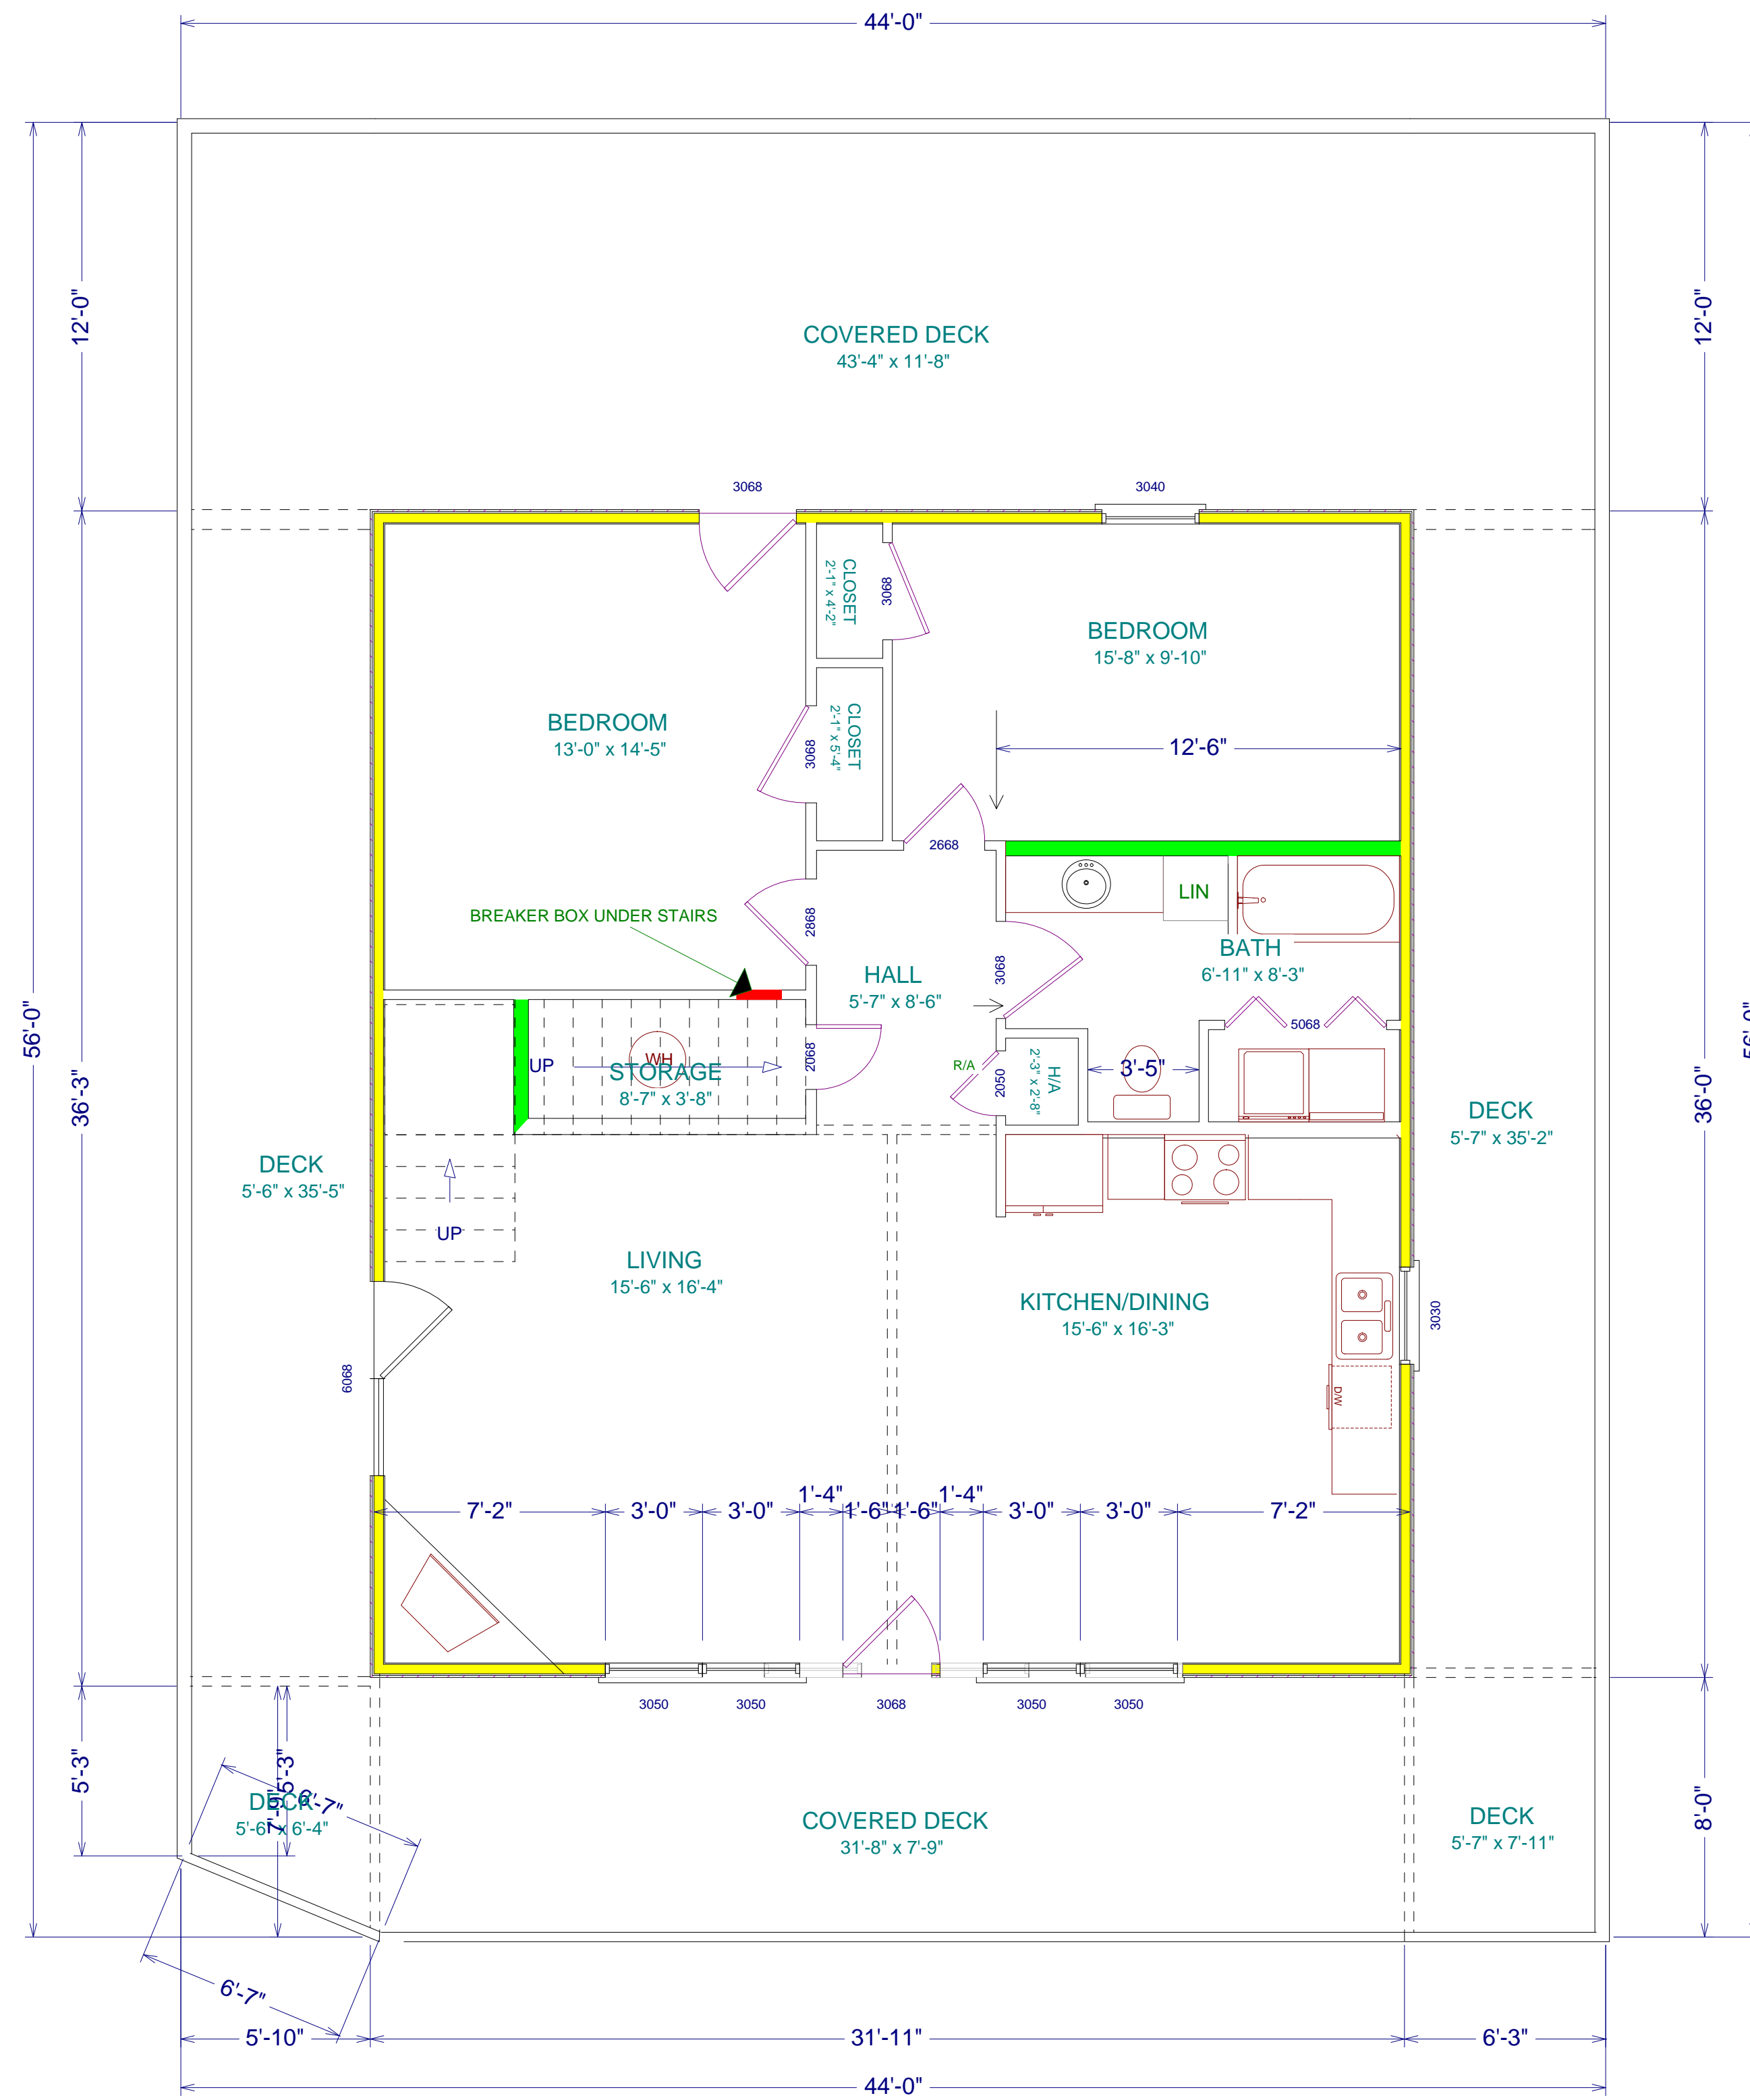 44'-0"
12'-0"
12'-0"
COVERED DECK
43'-4" x 11'-8"
3068
3040
CLOSET
2'-1" x 4'-2"
3068
BEDROOM
15'-8" x 9'-10"
BEDROOM
13'-0" x 14'-5"
3068
CLOSET
2'-1" x 5'-4"
12'-6"
2668
LIN
BREAKER BOX UNDER STAIRS
2868
BATH
6'-11" x 8'-3"
HALL
5'-7" x 8'-6"
3068
5068
56'-0"
56'-0"
36'-3"
36'-0"
UP
WH
STORAGE
8'-7" x 3'-8"
2068
R/A
2050
H/A
2'-3" x 2'-8"
3'-5"
DECK
5'-7" x 35'-2"
DECK
5'-6" x 35'-5"
UP
LIVING
15'-6" x 16'-4"
KITCHEN/DINING
15'-6" x 16'-3"
3030
6068
D/W
7'-2"
3'-0"
3'-0"
1'-4"
1'-6"
1'-6"
1'-4"
3'-0"
3'-0"
7'-2"
3050
3050
3068
3050
3050
5'-3"
5'-3"
7'-9"
6'-7"
DECK
5'-6" x 6'-4"
COVERED DECK
31'-8" x 7'-9"
DECK
5'-7" x 7'-11"
8'-0"
6'-7"
5'-10"
31'-11"
6'-3"
44'-0"